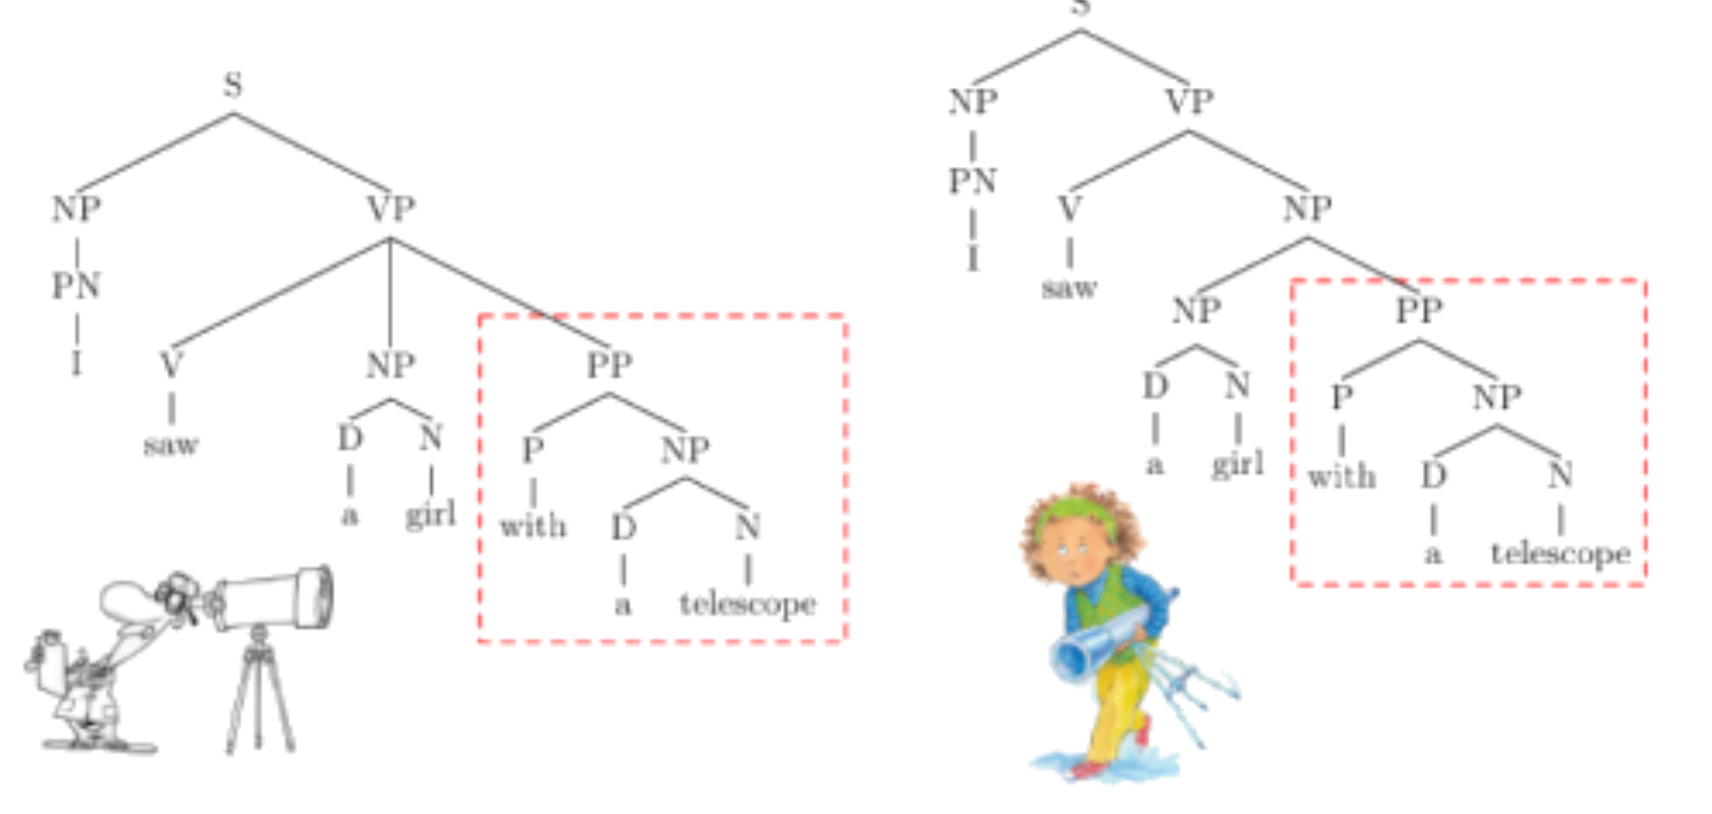 S
NP VP
PN
I
V NP PP
saw
D N
a girl
P NP
with
D N
a telescope
S
NP VP
PN
I
V NP
saw
NP PP
D N
a girl
P NP
with
D N
a telescope